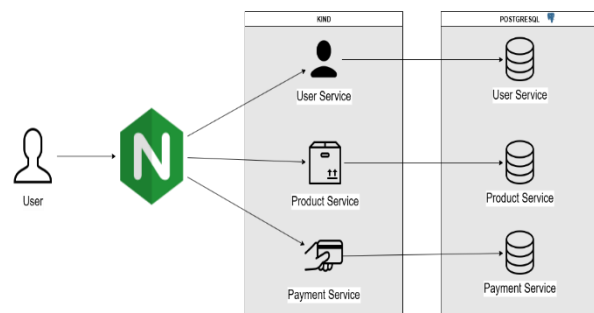 KIND
POSTGRESQL
User Service
User Service
N
User
Product Service
Product Service
Payment Service
Payment Service